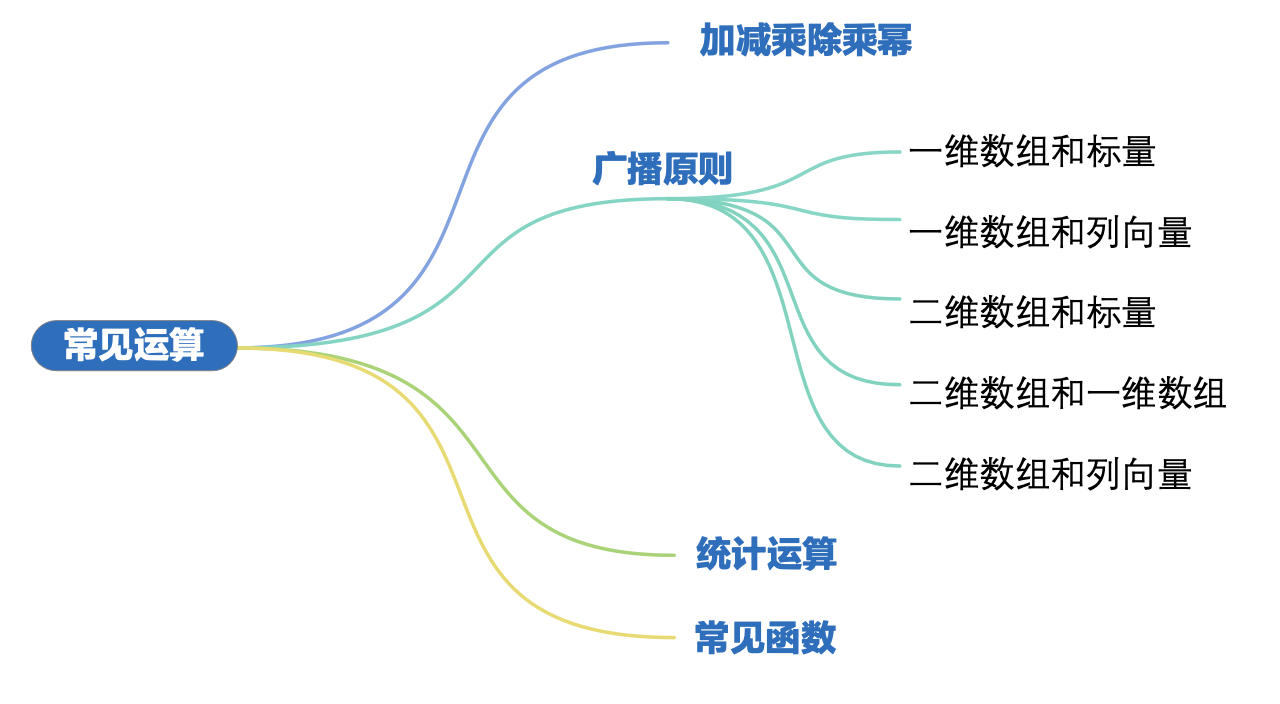 加减乘除乘幂
广播原则
一维数组和标量
一维数组和列向量
二维数组和标量
二维数组和一维数组
二维数组和列向量
常见运算
统计运算
常见函数